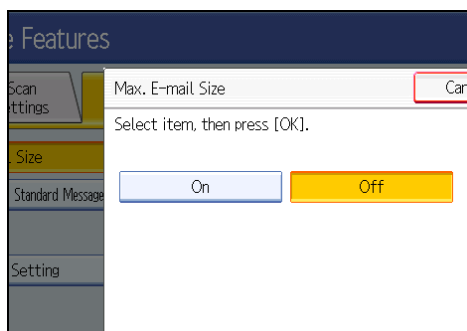 Features
Scan
ttings
Max. E-mail Size
Select item, then press [OK].
Size
On
Off
Standard Message
Setting